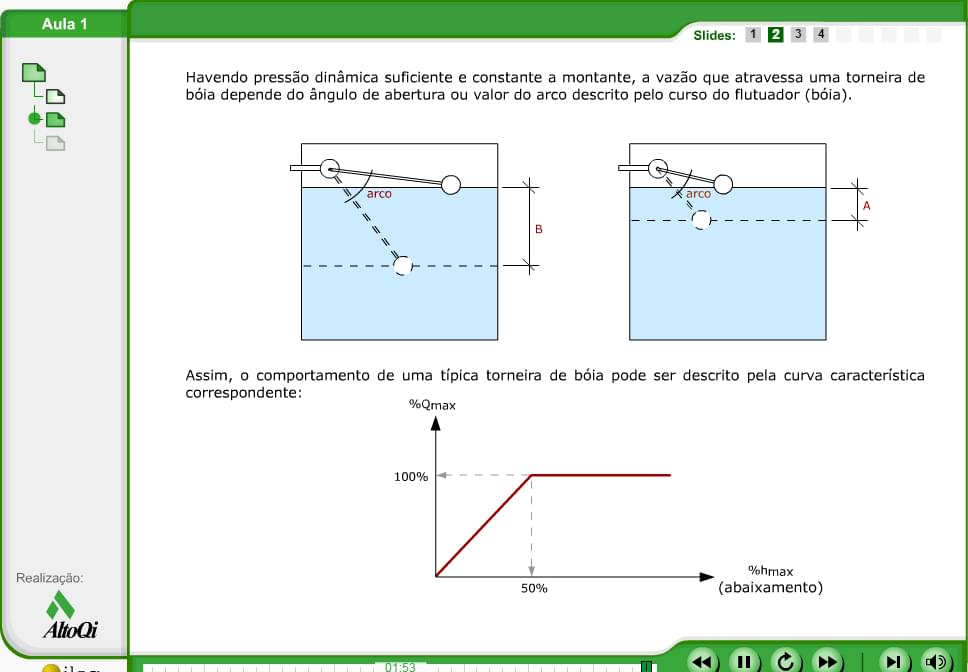 Aula 1
Slides: 1 2 3 4
Havendo pressão dinâmica suficiente e constante a montante, a vazão que atravessa uma torneira de
bóia depende do ângulo de abertura ou valor do arco descrito pelo curso do flutuador (bóia).
arco
B
arco
A
Assim, o comportamento de uma típica torneira de bóia pode ser descrito pela curva característica
correspondente:
%Qmax
100%
50%
%hmax
(abaixamento)
Realização:
AltoQi
01:53